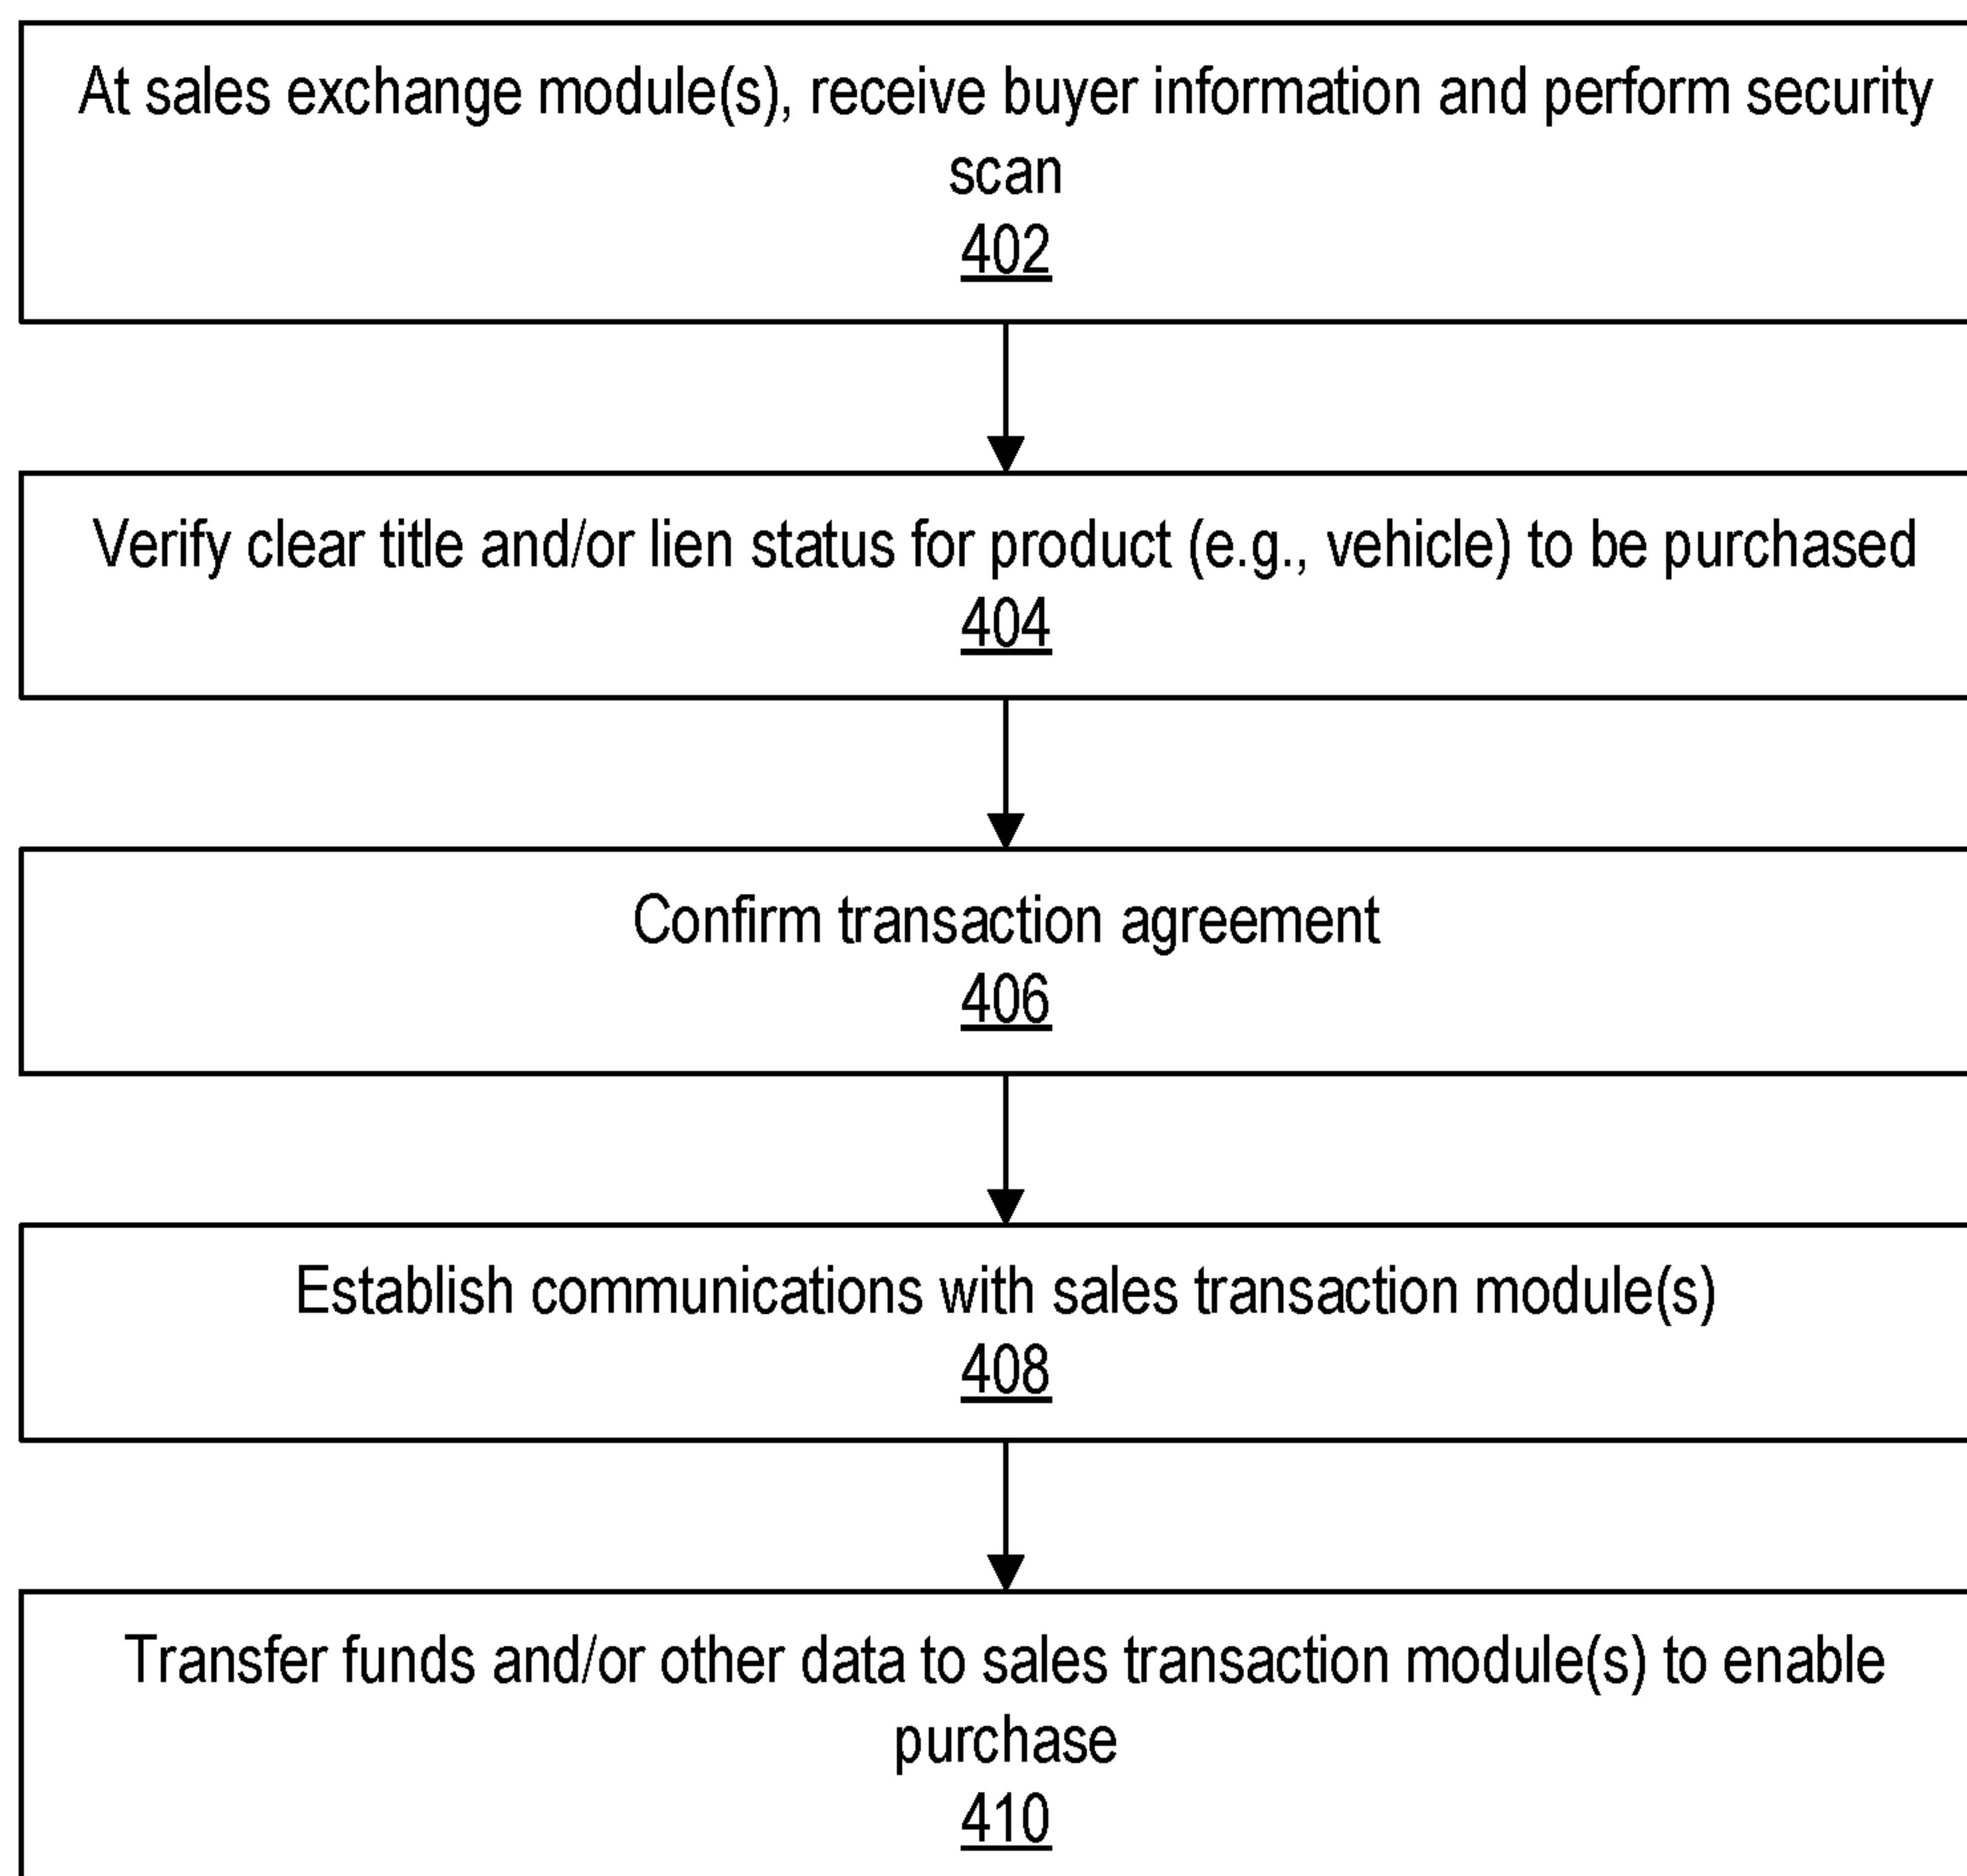 At sales exchange module(s), receive buyer information and perform security
scan
402
Verify clear title and/or lien status for product (e.g., vehicle) to be purchased
404
Confirm transaction agreement
406
Establish communications with sales transaction module(s)
408
Transfer funds and/or other data to sales transaction module(s) to enable
purchase
410